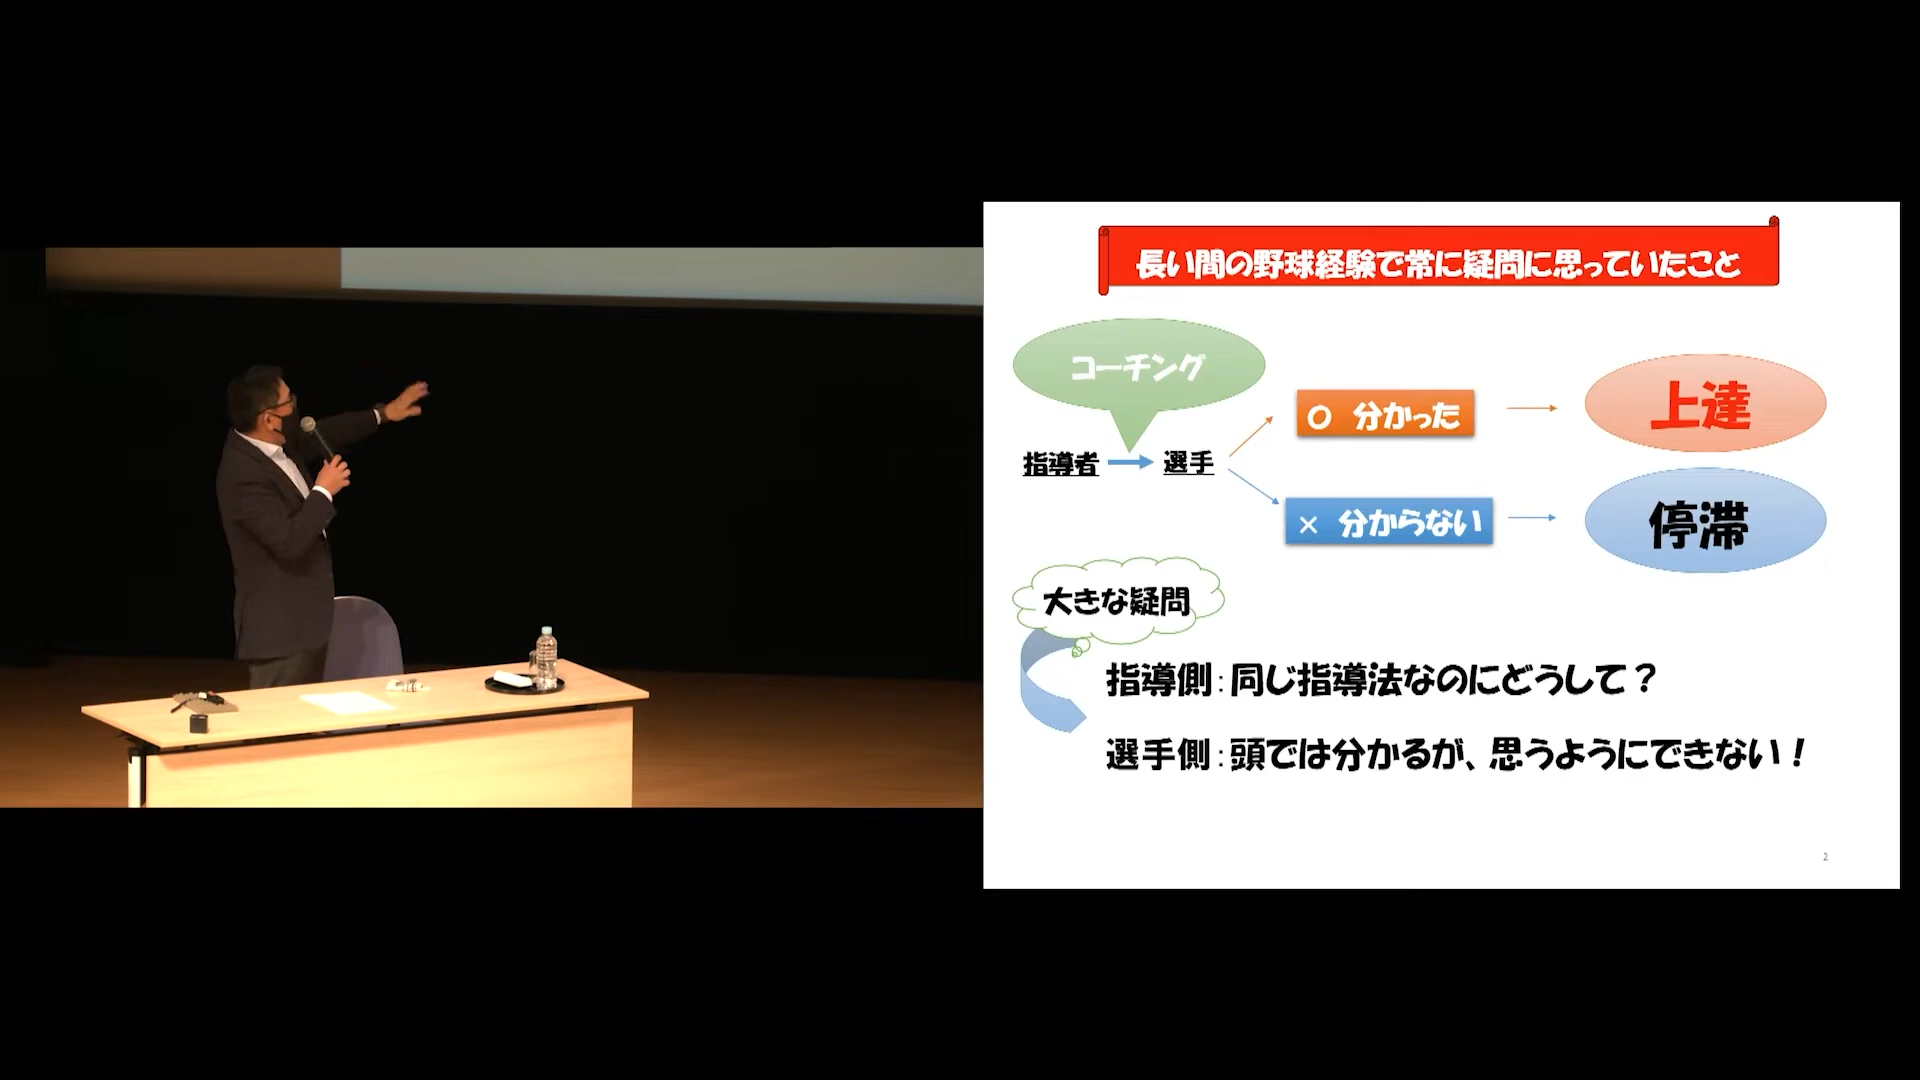 長い間の野球経験で常に疑問に思っていたこと
コーチング
指導者
選手
○ 分かった
上達
× 分からない
停滞
大きな疑問
指導側：同じ指導法なのにどうして？
選手側：頭では分かるが、思うようにできない！
2